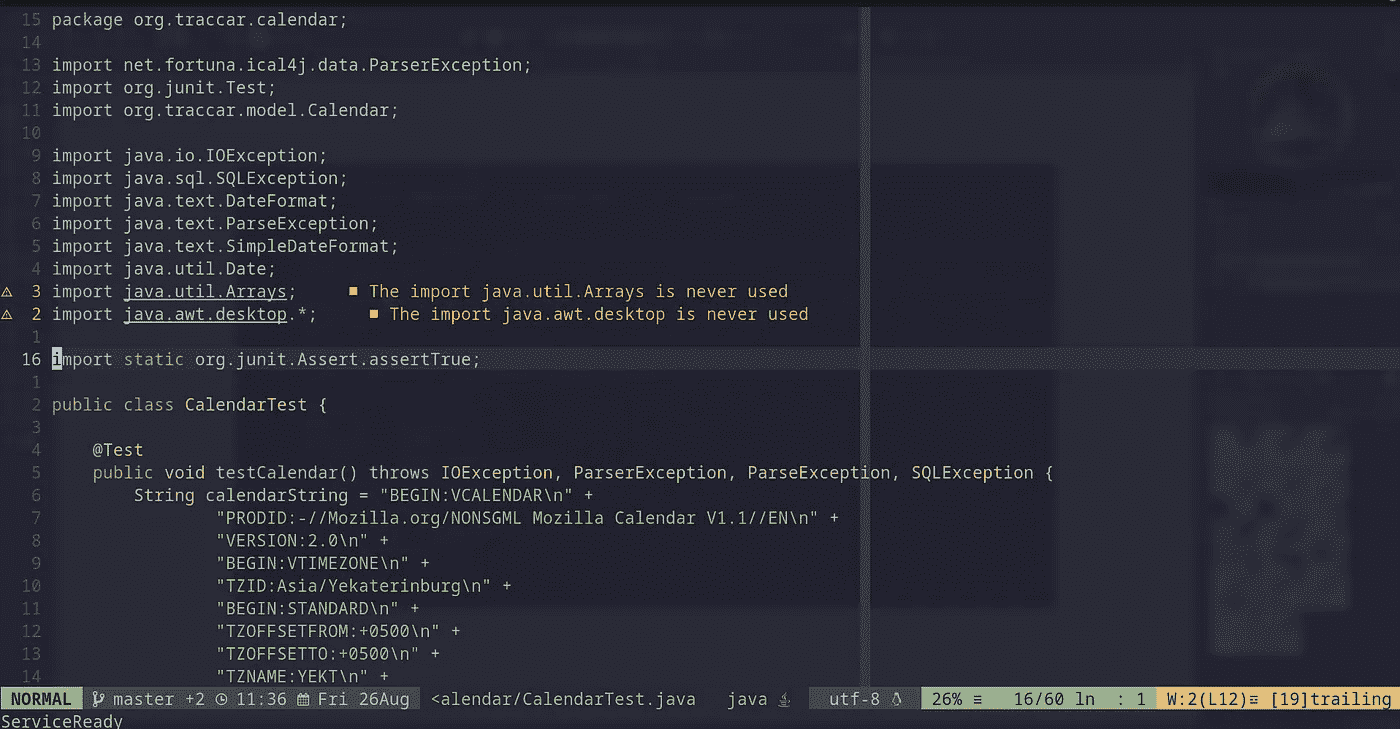 15 package org.traccar.calendar;
14
13 import net.fortuna.ical4j.data.ParserException;
12 import org.junit.Test;
11 import org.traccar.model.Calendar;
10
9 import java.io.IOException;
8 import java.sql.SQLException;
7 import java.text.DateFormat;
6 import java.text.ParseException;
5 import java.text.SimpleDateFormat;
4 import java.util.Date;
⚠ 3 import java.util.Arrays; ■ The import java.util.Arrays is never used
⚠ 2 import java.awt.desktop.*; ■ The import java.awt.desktop is never used
1
16 import static org.junit.Assert.assertTrue;
1
2 public class CalendarTest {
3
4 @Test
5 public void testCalendar() throws IOException, ParserException, ParseException, SQLException {
6 String calendarString = "BEGIN:VCALENDAR\n" +
7 "PRODID:-//Mozilla.org/NONSGML Mozilla Calendar V1.1//EN\n" +
8 "VERSION:2.0\n" +
9 "BEGIN:VTIMEZONE\n" +
10 "TZID:Asia/Yekaterinburg\n" +
11 "BEGIN:STANDARD\n" +
12 "TZOFFSETFROM:+0500\n" +
13 "TZOFFSETTO:+0500\n" +
14 "TZNAME:YEKT\n" +
NORMAL master +2 11:36 Fri 26Aug <alendar/CalendarTest.java java utf-8 26% ≡ 16/60 ln : 1 W:2(L12)≡ [19]trailing
ServiceReady